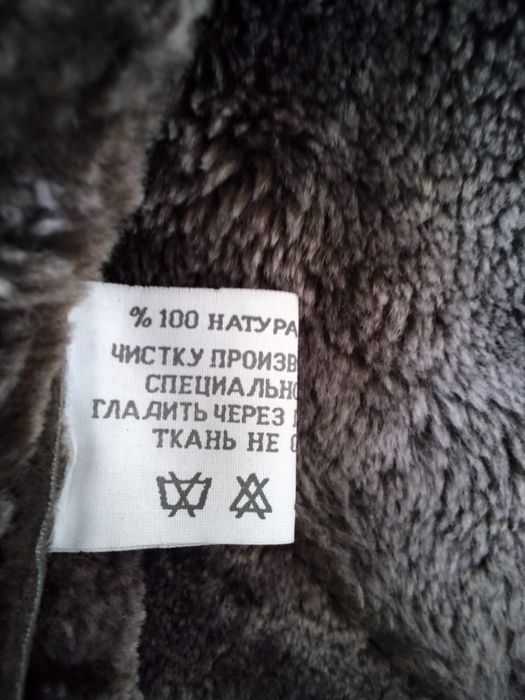 % 100 НАТУРА
ЧИСТКУ ПРОИЗВ
СПЕЦИАЛЬНО
ГЛАДИТЬ ЧЕРЕЗ
ТКАНЬ НЕ